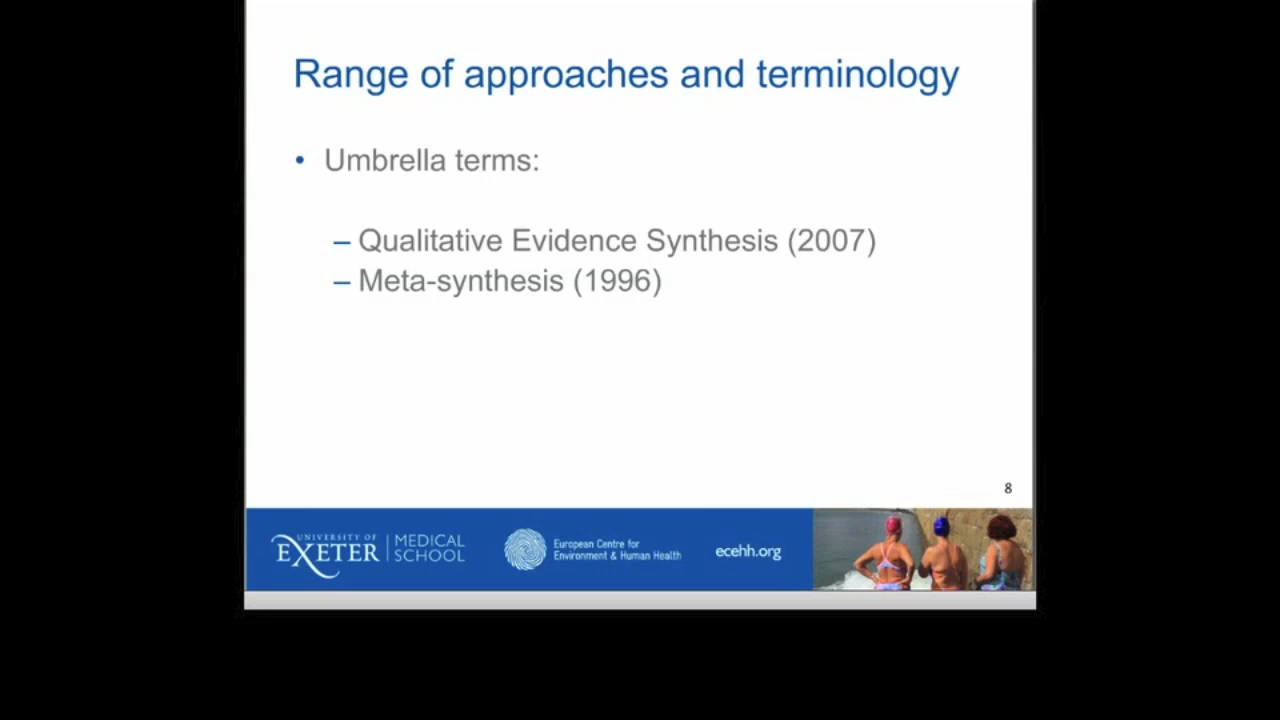 Range of approaches and terminology
• Umbrella terms:
– Qualitative Evidence Synthesis (2007)
– Meta-synthesis (1996)
8
UNIVERSITY OF
EXETER
MEDICAL
SCHOOL
European Centre for
Environment & Human Health
ecehh.org